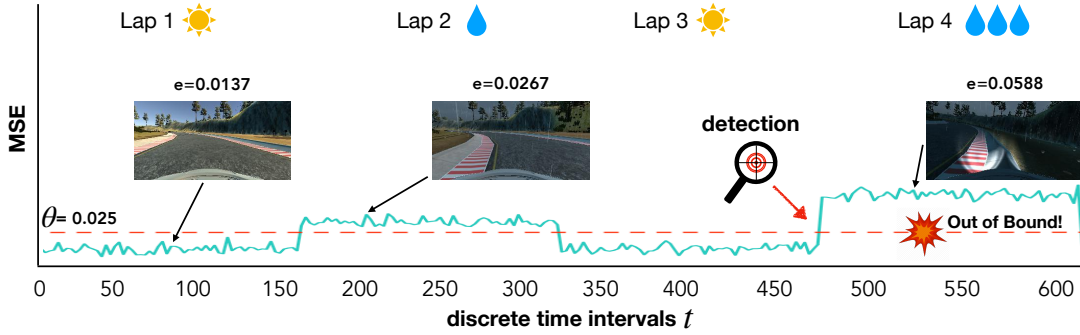 Lap 1
Lap 2
Lap 3
Lap 4
e=0.0137
e=0.0267
e=0.0588
MSE
detection
θ= 0.025
Out of Bound!
0 50 100 150 200 250 300 350 400 450 500 550 600
discrete time intervals t